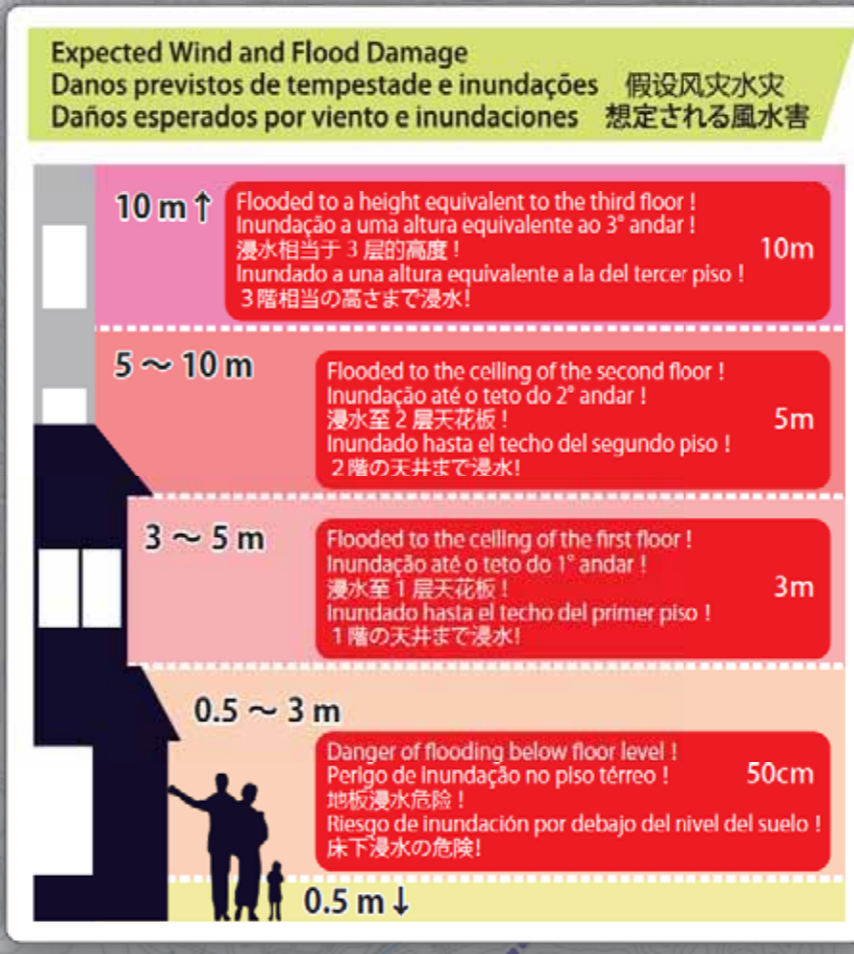 Expected Wind and Flood Damage
Danos previstos de tempestade e inundações 假设风灾水灾
Daños esperados por viento e inundaciones 想定される風水害
10 m↑
Flooded to a height equivalent to the third floor !
Inundação a uma altura equivalente ao 3° andar !
浸水相当于 3 层的高度 !
Inundado a una altura equivalente a la del tercer piso !
3階相当の高さまで浸水!
10m
5 ～ 10 m
Flooded to the ceiling of the second floor !
Inundação até o teto do 2° andar !
浸水至 2 层天花板 !
Inundado hasta el techo del segundo piso !
2階の天井まで浸水!
5m
3 ～ 5 m
Flooded to the ceiling of the first floor !
Inundação até o teto do 1° andar !
浸水至 1 层天花板 !
Inundado hasta el techo del primer piso !
1階の天井まで浸水!
3m
0.5 ～ 3 m
Danger of flooding below floor level !
Perigo de inundação no piso térreo !
地板浸水危险 !
Riesgo de inundación por debajo del nivel del suelo !
床下浸水の危険!
50cm
0.5 m↓